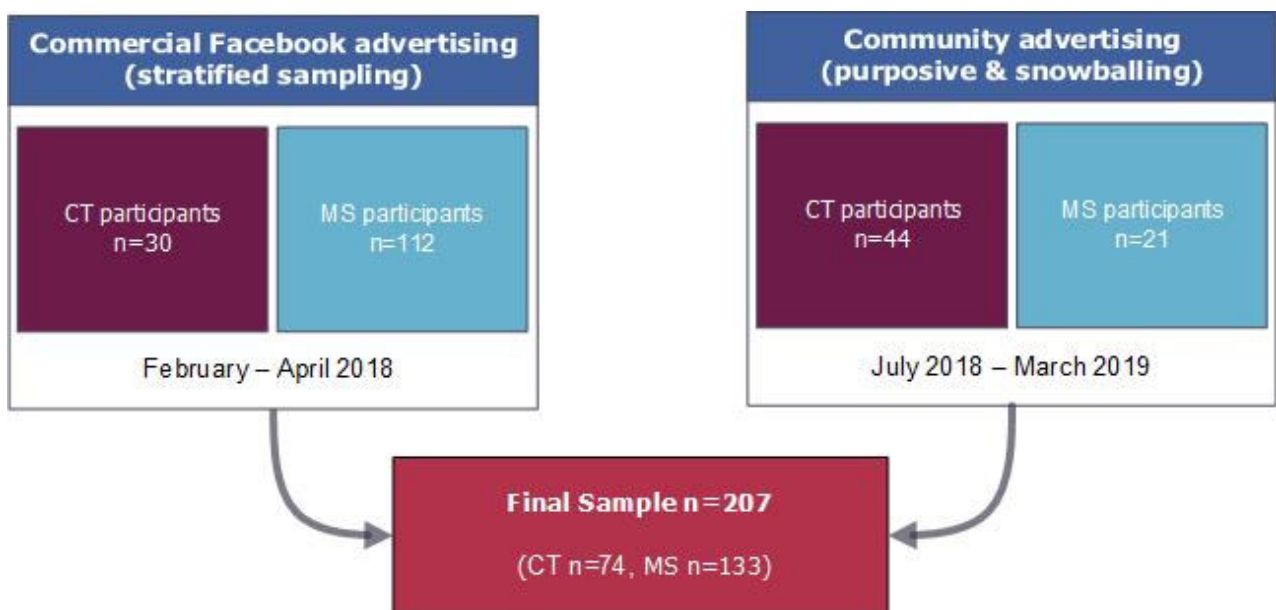 Commercial Facebook advertising
(stratified sampling)
CT participants
n=30
MS participants
n=112
February – April 2018
Community advertising
(purposive & snowballing)
CT participants
n=44
MS participants
n=21
July 2018 – March 2019
Final Sample n=207
(CT n=74, MS n=133)